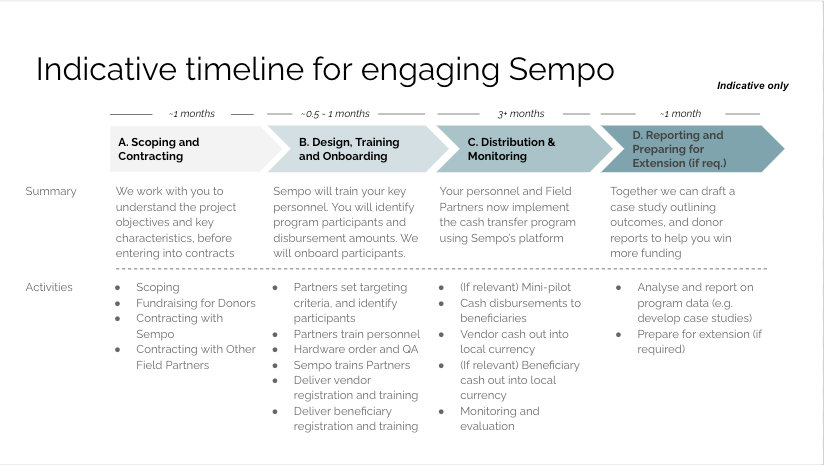 Indicative timeline for engaging Sempo
Indicative only
~1 months
~0.5 - 1 months
3+ months
~1 month
A. Scoping and
Contracting
B. Design, Training
and Onboarding
C. Distribution &
Monitoring
D. Reporting and
Preparing for
Extension (if req.)
Summary
We work with you to
understand the project
objectives and key
characteristics, before
entering into contracts
Sempo will train your key
personnel. You will identify
program participants and
disbursement amounts. We
will onboard participants.
Your personnel and Field
Partners now implement
the cash transfer program
using Sempo's platform
Together we can draft a
case study outlining
outcomes, and donor
reports to help you win
more funding
Activities
● Scoping
● Fundraising for Donors
● Contracting with
Sempo
● Contracting with Other
Field Partners
● Partners set targeting
criteria, and identify
participants
● Partners train personnel
● Hardware order and QA
● Sempo trains Partners
● Deliver vendor
registration and training
● Deliver beneficiary
registration and training
● (If relevant) Mini-pilot
● Cash disbursements to
beneficiaries
● Vendor cash out into
local currency
● (If relevant) Beneficiary
cash out into local
currency
● Monitoring and
evaluation
● Analyse and report on
program data (e.g.
develop case studies)
● Prepare for extension (if
required)